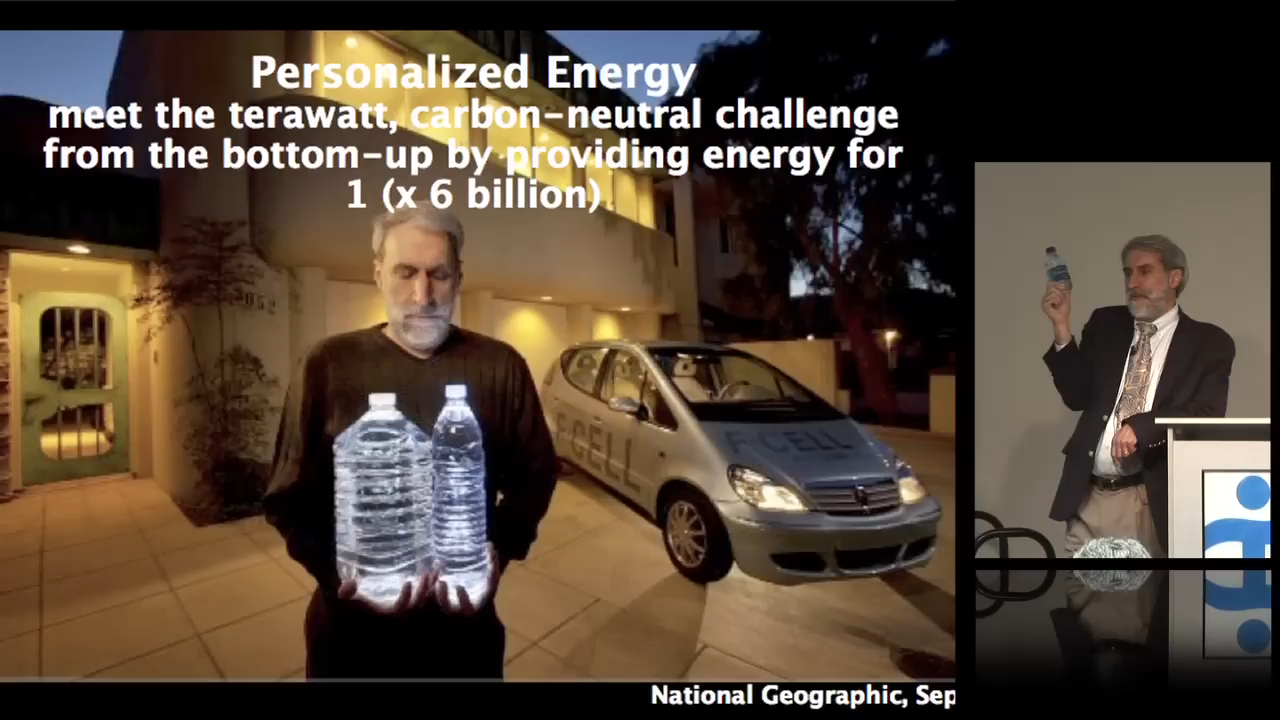 Personalized Energy
meet the terawatt, carbon-neutral challenge
from the bottom-up by providing energy for
1 (x 6 billion)
F-CELL
F-CELL
National Geographic, Sep